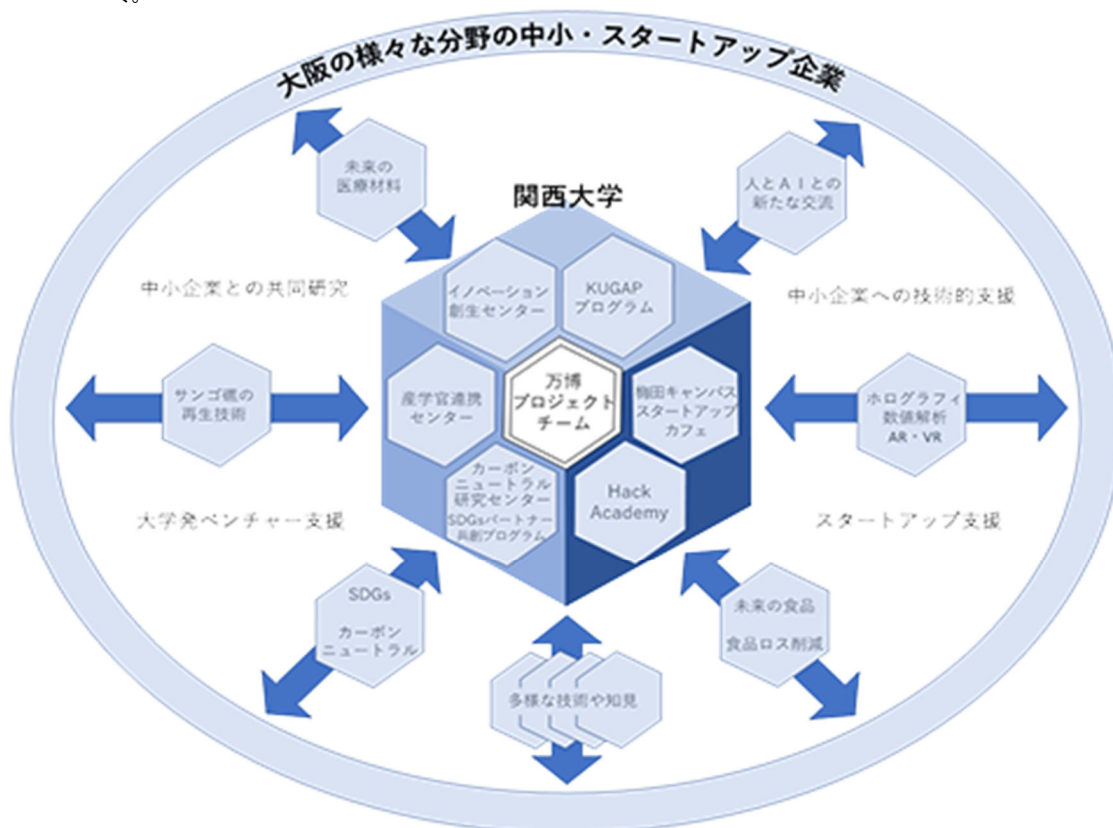 大阪の様々な分野の中小・スタートアップ企業
未来の
医療材料
人とAIとの
新たな交流
関西大学
イノベーション
創生センター
KUGAP
プログラム
中小企業との共同研究
中小企業への技術的支援
サンゴ礁の
再生技術
産学官連携
センター
万博
プロジェクト
チーム
梅田キャンパス
スタートアップ
カフェ
ホログラフィ
数値解析
AR・VR
カーボン
ニュートラル
研究センター
SDGsパートナー
共創プログラム
Hack
Academy
大学発ベンチャー支援
スタートアップ支援
SDGs
カーボン
ニュートラル
未来の食品
食品ロス削減
多様な技術や知見